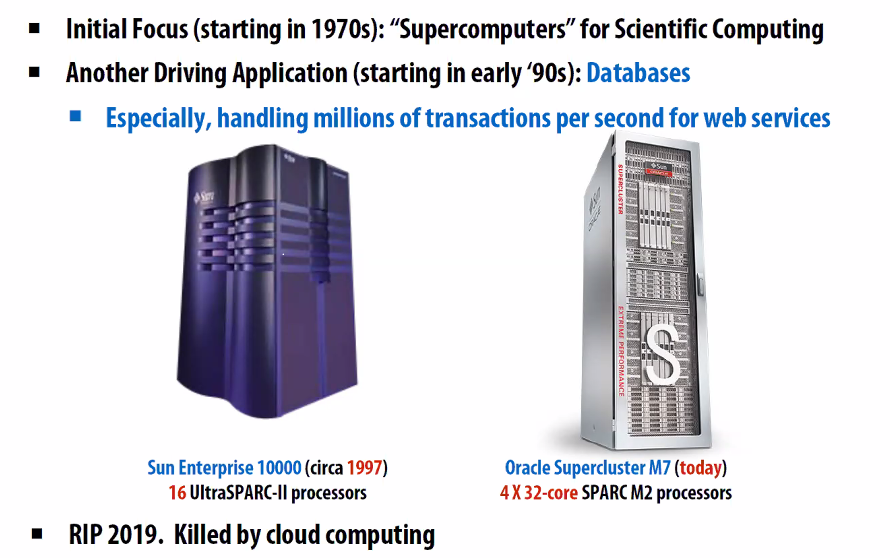 Initial Focus (starting in 1970s): “Supercomputers” for Scientific Computing
Another Driving Application (starting in early ‘90s): Databases
Especially, handling millions of transactions per second for web services
Sun
Sun
ORACLE
SUPERCLUSTER
Sun
EXTREME PERFORMANCE
S
Sun Enterprise 10000 (circa 1997)
16 UltraSPARC-II processors
Oracle Supercluster M7 (today)
4 X 32-core SPARC M2 processors
RIP 2019. Killed by cloud computing